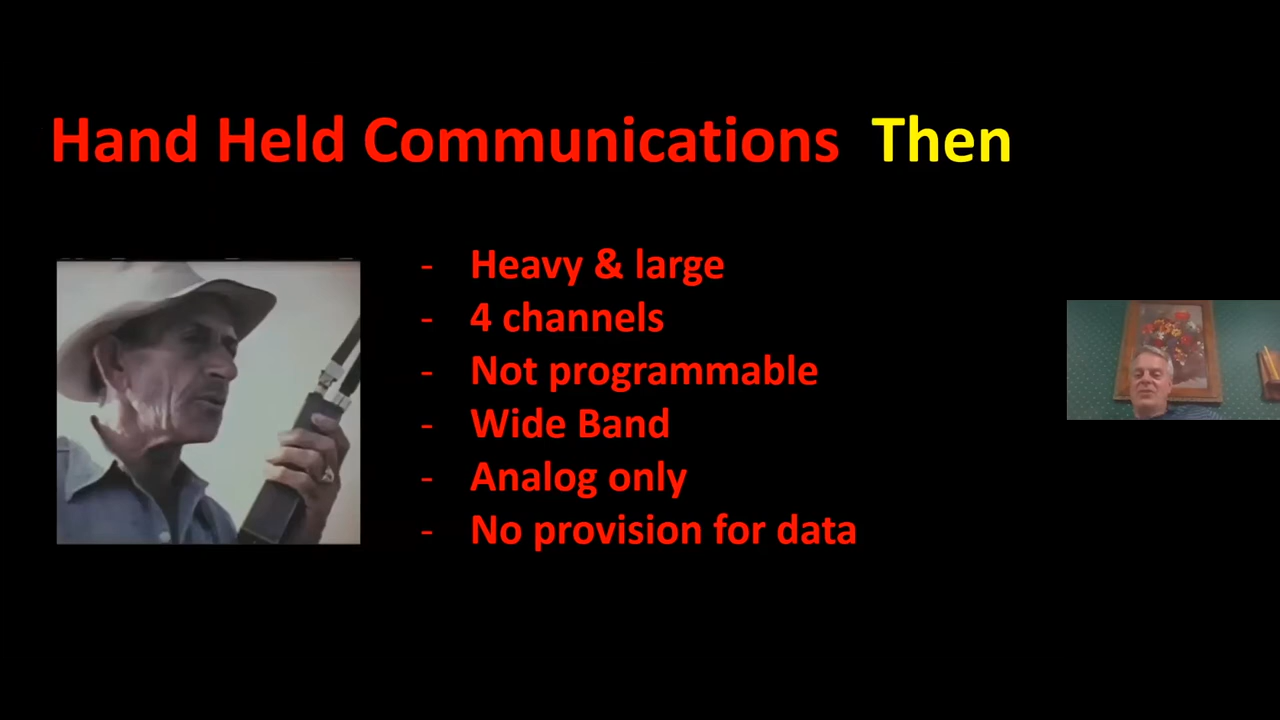 Hand Held Communications Then
- Heavy & large
- 4 channels
- Not programmable
- Wide Band
- Analog only
- No provision for data